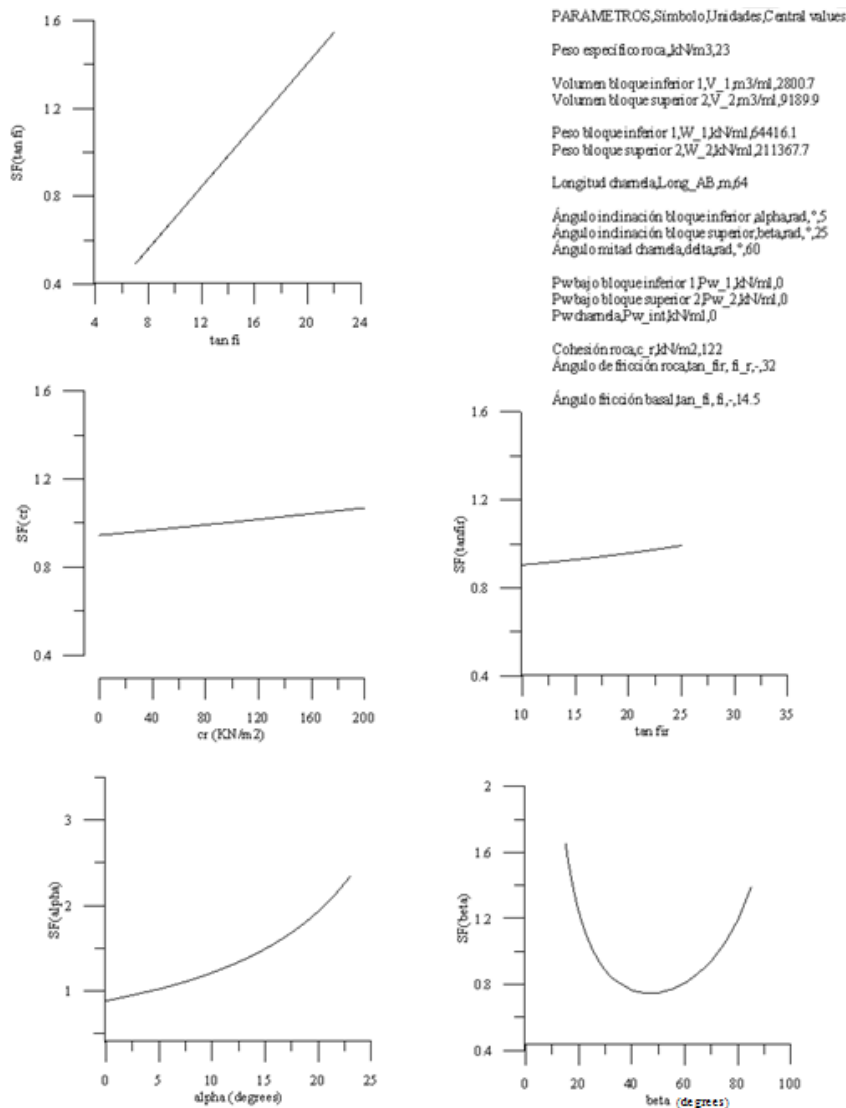 PARAMETROS,Símbolo,Unidades,Central values
Peso específico roca,,kN/m3,23
Volumen bloque inferior 1,V_1,m3/ml,2800.7
Volumen bloque superior 2,V_2,m3/ml,9189.9
Peso bloque inferior 1,W_1,kN/ml,64416.1
Peso bloque superior 2,W_2,kN/ml,211367.7
Longitud charnela,Long_AB,m,64
Ángulo inclinación bloque inferior,alpha,rad,°,5
Ángulo inclinación bloque superior,beta,rad,°,25
Ángulo mitad charnela,delta,rad,°,60
Pw bajo bloque inferior 1,Pw_1,kN/ml,0
Pw bajo bloque superior 2,Pw_2,kN/ml,0
Pw charnela,Pw_int,kN/ml,0
Cohesión roca,c_r,kN/m2,122
Ángulo de fricción roca,tan_fir, fi_r,-,32
Ángulo fricción basal,tan_fi, fi,-,14.5
1.6
1.2
0.8
0.4
SF(tan fi)
4 8 12 16 20 24
tan fi
1.6
1.2
0.8
0.4
SF(cr)
0 40 80 120 160 200
cr (KN/m2)
1.6
1.2
0.8
0.4
SF(tanfir)
10 15 20 25 30 35
tan fir
3
2
1
SF(alpha)
0 5 10 15 20 25
alpha (degrees)
2
1.6
1.2
0.8
0.4
SF(beta)
0 20 40 60 80 100
beta (degrees)